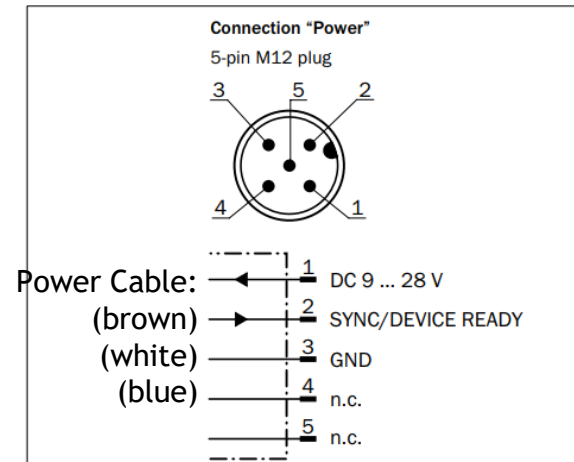 Connection “Power”
5-pin M12 plug
3 5 2
4 1
Power Cable:
(brown)
(white)
(blue)
1 DC 9 ... 28 V
2 SYNC/DEVICE READY
3 GND
4 n.c.
5 n.c.